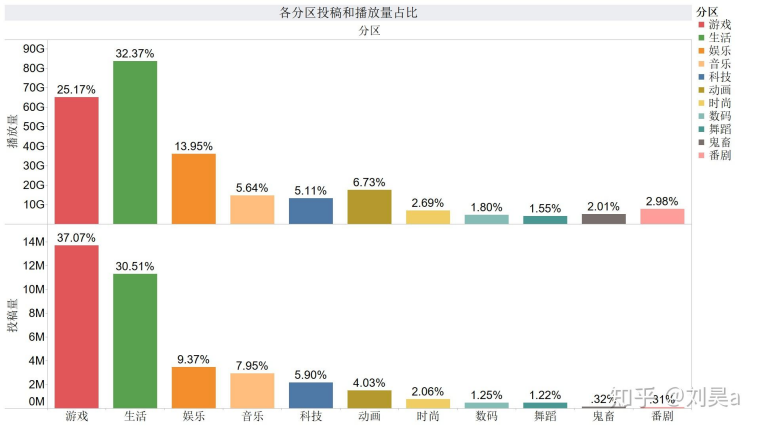 各分区投稿和播放量占比
分区
分区
游戏
生活
娱乐
音乐
科技
动画
时尚
数码
舞蹈
鬼畜
番剧
播放量
90G
80G
70G
60G
50G
40G
30G
20G
10G
25.17%
32.37%
13.95%
5.64%
5.11%
6.73%
2.69%
1.80%
1.55%
2.01%
2.98%
投稿量
14M
12M
10M
8M
6M
4M
2M
0M
37.07%
30.51%
9.37%
7.95%
5.90%
4.03%
2.06%
1.25%
1.22%
.32%
.31%
游戏 生活 娱乐 音乐 科技 动画 时尚 数码 舞蹈 鬼畜 番剧
知乎 @刘昊a